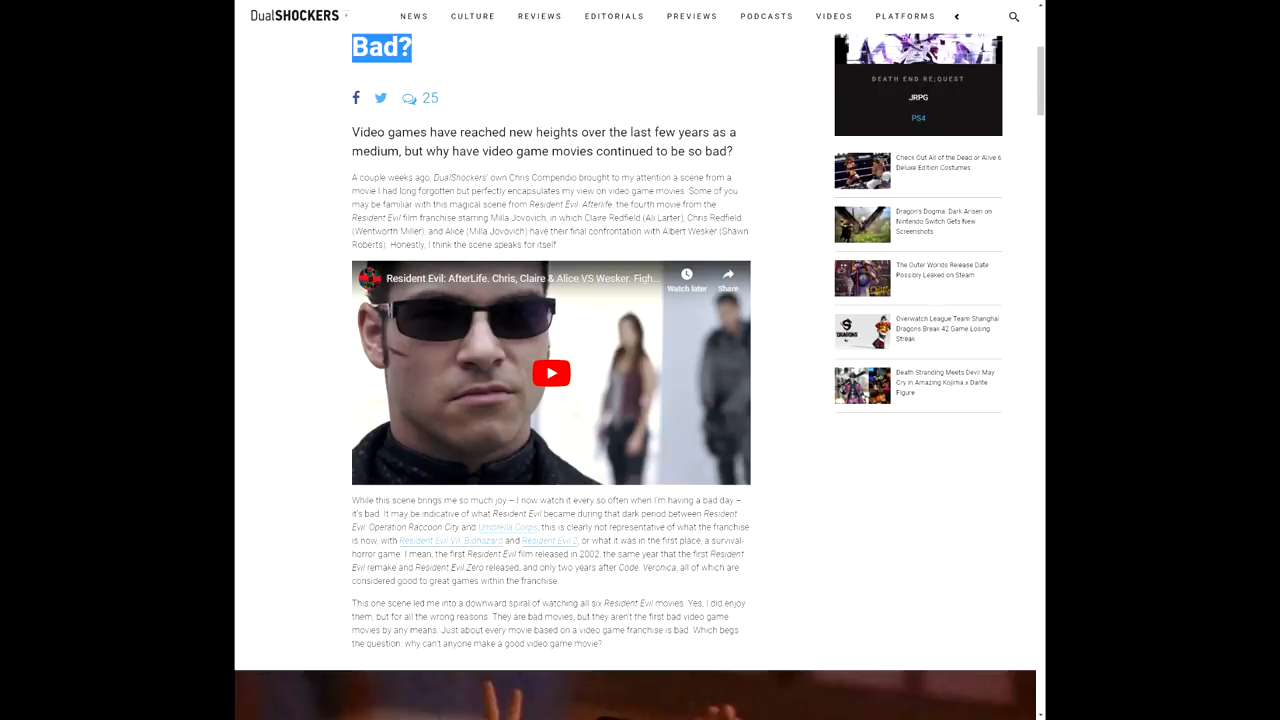 DualSHOCKERS
NEWS CULTURE REVIEWS EDITORIALS PREVIEWS PODCASTS VIDEOS PLATFORMS
Bad?
25
Video games have reached new heights over the last few years as a
medium, but why have video game movies continued to be so bad?
A couple weeks ago, DualShockers' own Chris Compendio brought to my attention a scene from a
movie I had long forgotten but perfectly encapsulates my view on video game movies. Some of you
may be familiar with this magical scene from Resident Evil: Afterlife, the fourth movie from the
Resident Evil film franchise starring Milla Jovovich, in which Claire Redfield (Ali Larter), Chris Redfield
(Wentworth Miller), and Alice (Milla Jovovich) have their final confrontation with Albert Wesker (Shawn
Roberts). Honestly, I think the scene speaks for itself.
Resident Evil: AfterLife. Chris, Claire & Alice VS Wesker. Figh...
Watch later
Share
While this scene brings me so much joy – I now watch it every so often when I'm having a bad day –
it's bad. It may be indicative of what Resident Evil became during that dark period between Resident
Evil: Operation Raccoon City and Umbrella Corps, this is clearly not representative of what the franchise
is now, with Resident Evil VII: Biohazard and Resident Evil 2, or what it was in the first place, a survival-
horror game. I mean, the first Resident Evil film released in 2002, the same year that the first Resident
Evil remake and Resident Evil Zero released, and only two years after Code: Veronica, all of which are
considered good to great games within the franchise.
This one scene led me into a downward spiral of watching all six Resident Evil movies. Yes, I did enjoy
them, but for all the wrong reasons. They are bad movies, but they aren't the first bad video game
movies by any means. Just about every movie based on a video game franchise is bad. Which begs
the question: why can't anyone make a good video game movie?
DEATH END RE;QUEST
JRPG
PS4
Check Out All of the Dead or Alive 6
Deluxe Edition Costumes
Dragon's Dogma: Dark Arisen on
Nintendo Switch Gets New
Screenshots
The Outer Worlds Release Date
Possibly Leaked on Steam
DRAGONS
Overwatch League Team Shanghai
Dragons Break 42 Game Losing
Streak
Death Stranding Meets Devil May
Cry in Amazing Kojima x Dante
Figure